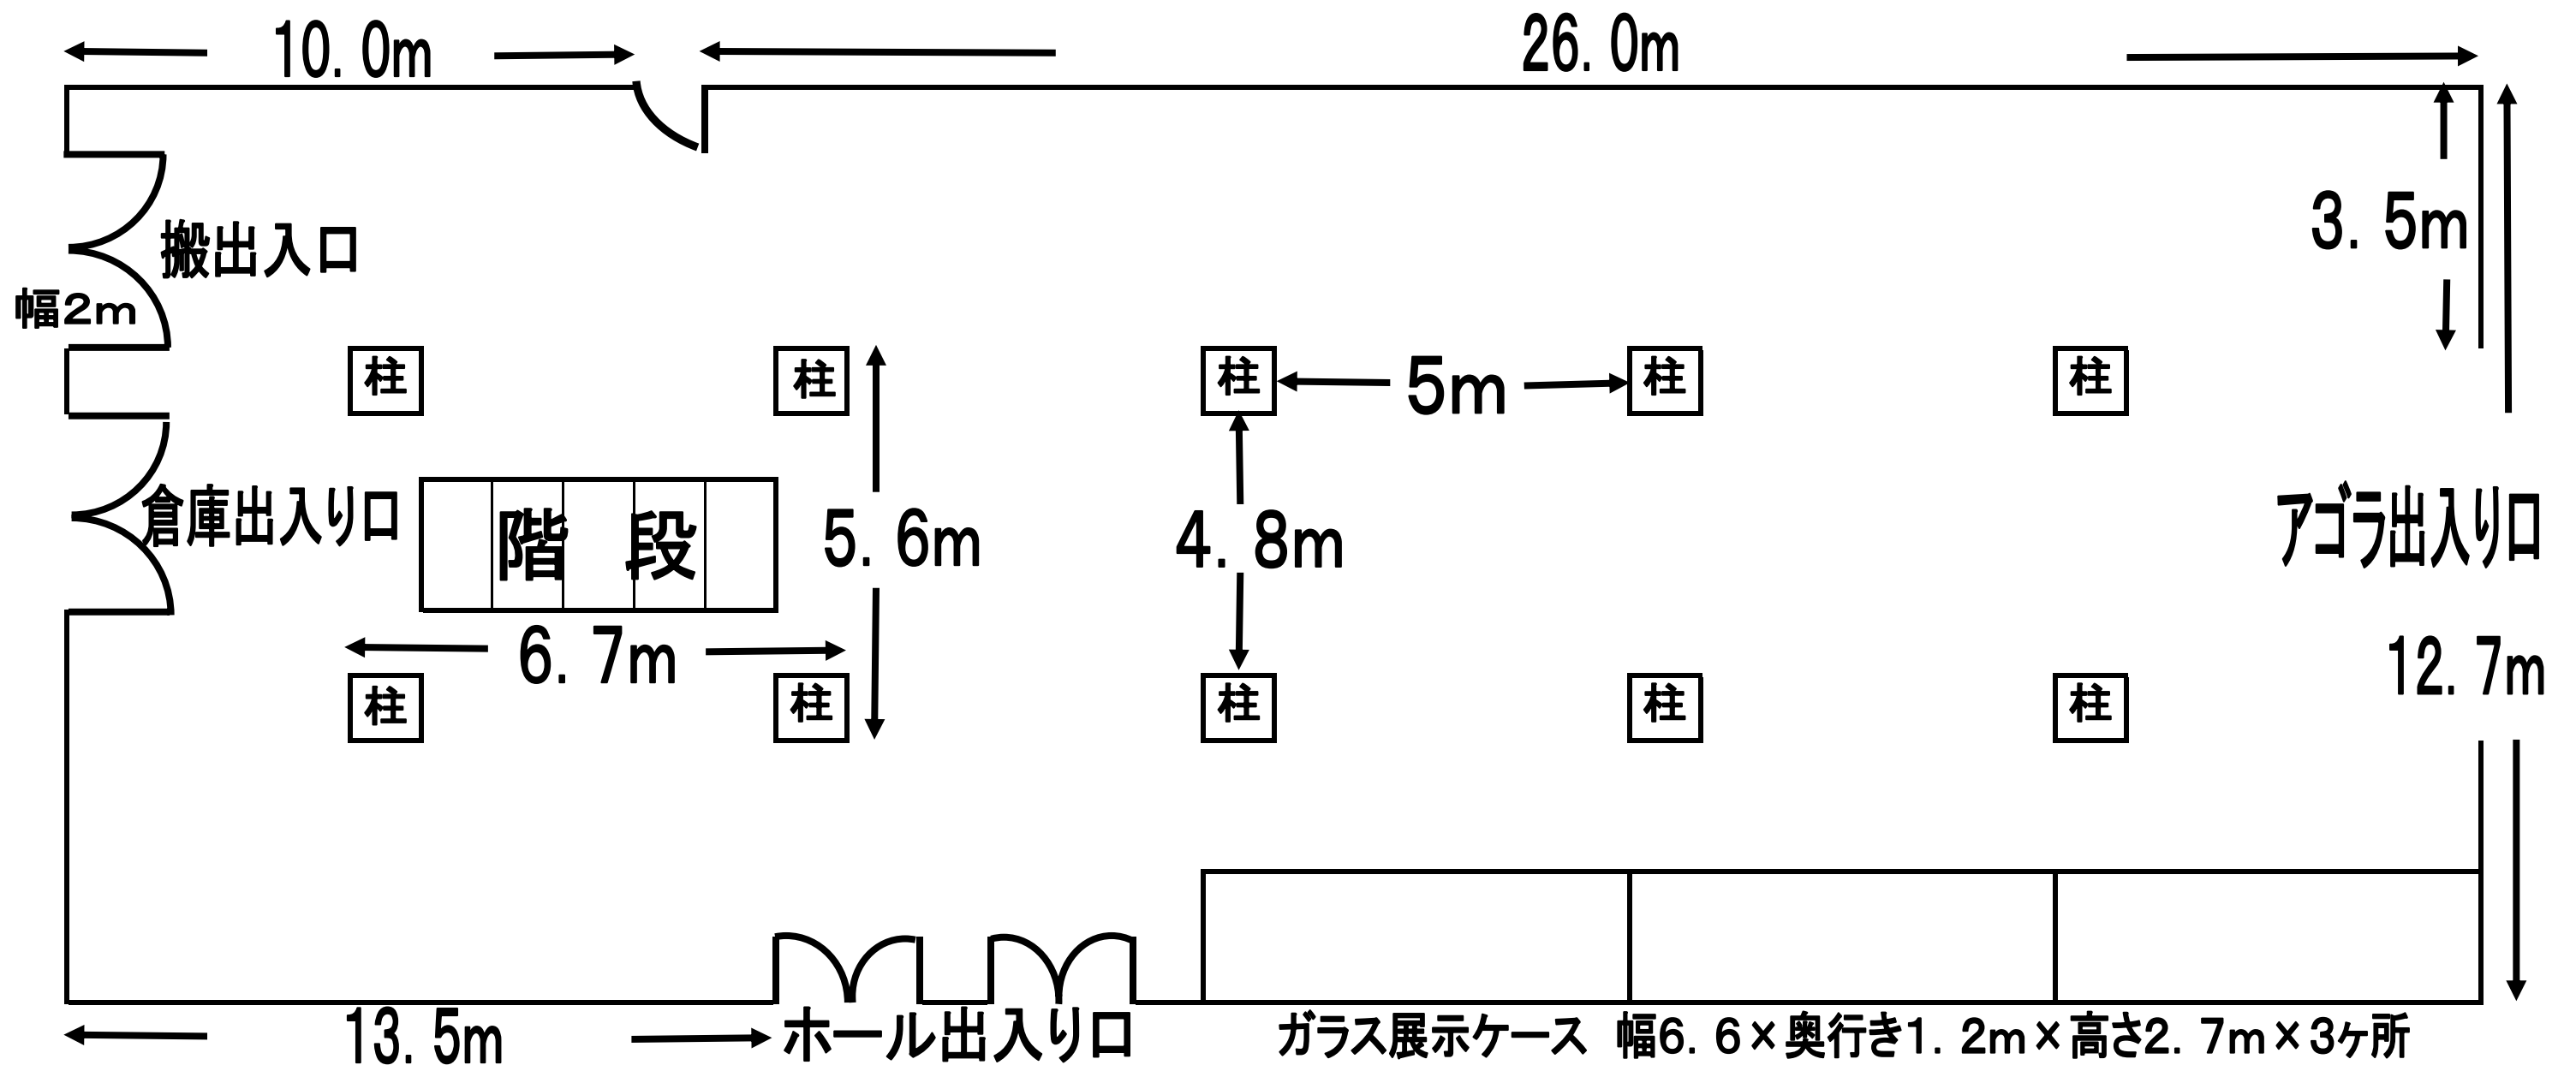 10.0m
26.0m
3.5m
搬出入口
幅2m
柱
柱
柱
5m
柱
柱
倉庫出入り口
階段
5.6m
4.8m
アゴラ出入り口
6.7m
12.7m
柱
柱
柱
柱
柱
13.5m
ホール出入り口
ガラス展示ケース 幅6.6×奥行き1.2m×高さ2.7m×3ヶ所